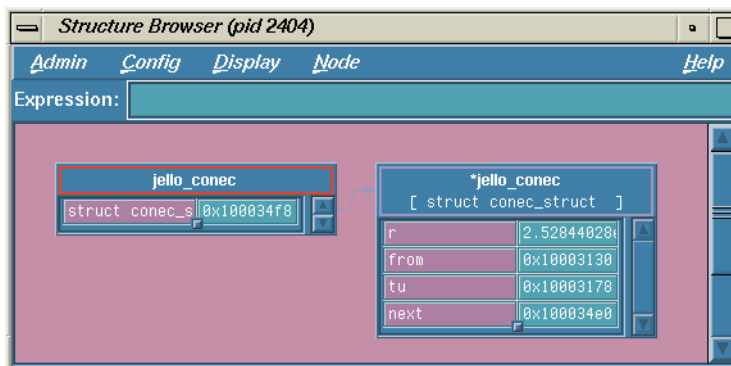 Structure Browser (pid 2404)
Admin Config Display Node Help
Expression:
jello_conec
struct conec_s 0x100034f8
*jello_conec
[ struct conec_struct ]
r 2.52844028
from 0x10003130
tu 0x10003178
next 0x100034e0